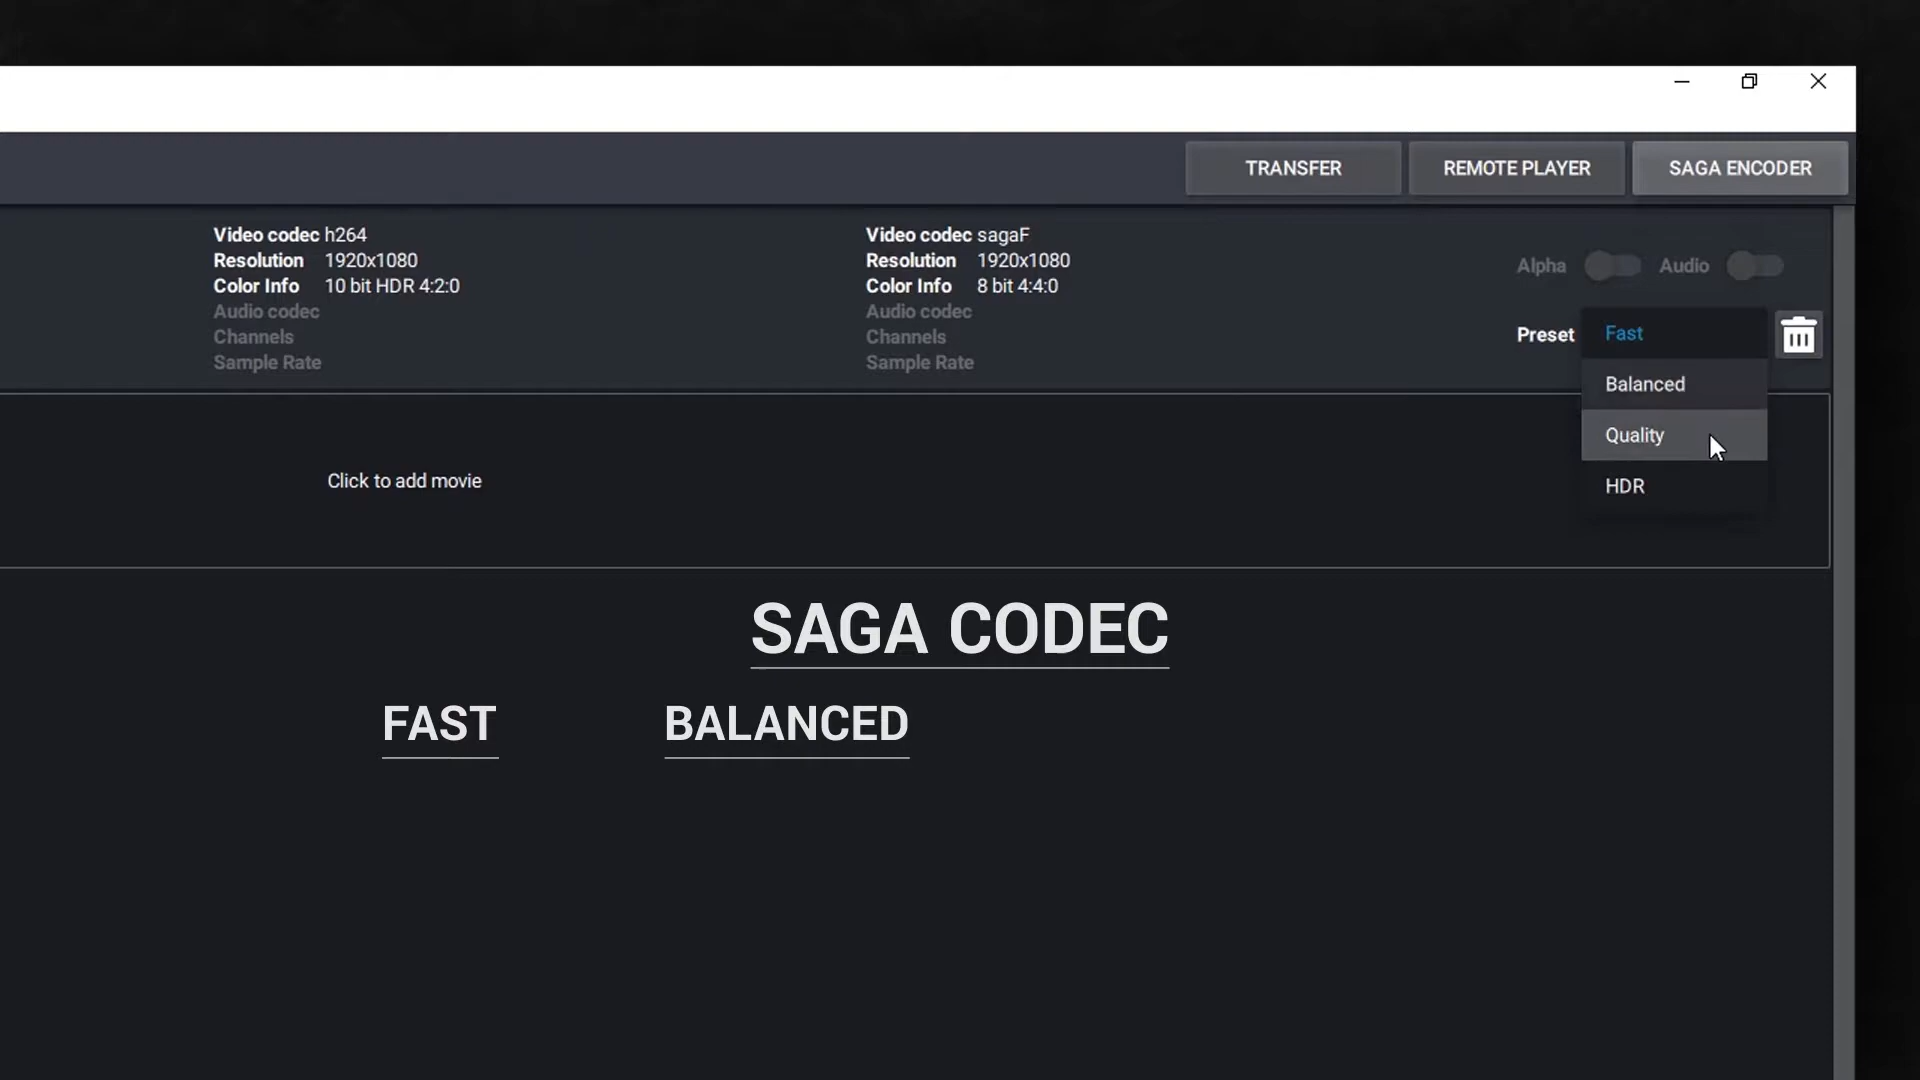 TRANSFER REMOTE PLAYER SAGA ENCODER
Video codec h264
Resolution 1920x1080
Color Info 10 bit HDR 4:2:0
Audio codec
Channels
Sample Rate
Video codec sagaF
Resolution 1920x1080
Color Info 8 bit 4:4:0
Audio codec
Channels
Sample Rate
Alpha Audio
Preset Fast
Balanced
Quality
HDR
Click to add movie
SAGA CODEC
FAST BALANCED